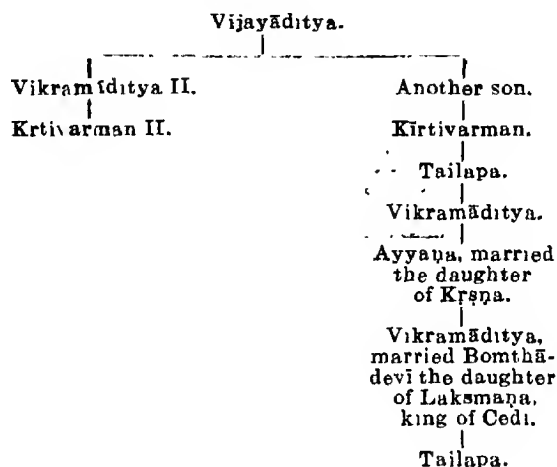 Vijayāditya.
Vikramāditya II.
Another son.
Krtivarman II.
Kīrtivarman.
Tailapa.
Vikramāditya.
Ayyaṇa, married
the daughter
of Kṛṣṇa.
Vikramāditya,
married Bomthā-
devī the daughter
of Lakṣmaṇa,
king of Cedi.
Tailapa.